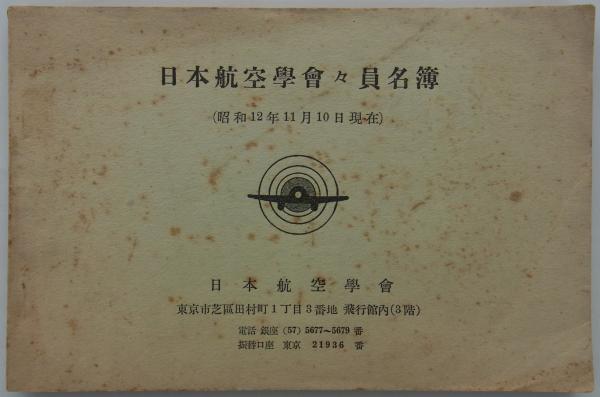 日本航空學會々員名簿
(昭和12年11月10日現在)
日本航空學會
東京市芝區田村町1丁目3番地 飛行館內(3階)
電話 銀座 (57) 5677〜5679 番
振替口座 東京 21936 番